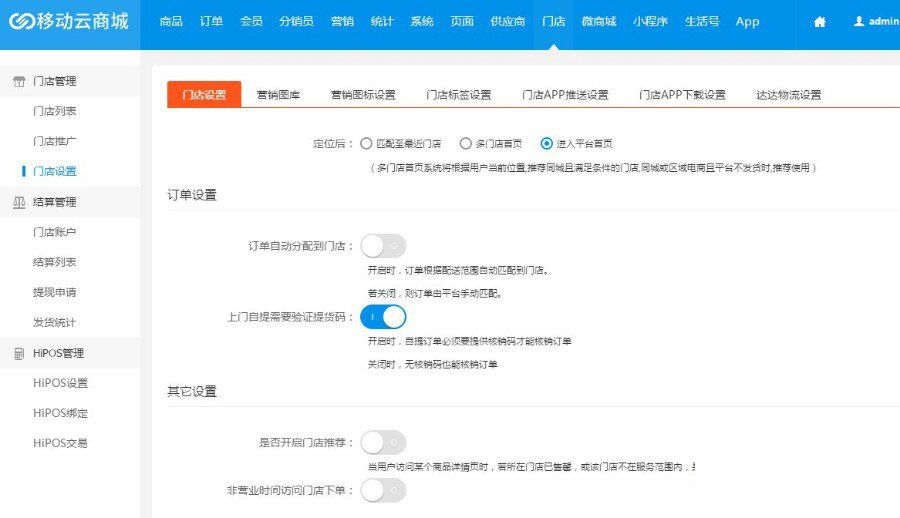 移动云商城 商品 订单 会员 分销员 营销 统计 系统 页面 供应商 门店 微商城 小程序 生活号 App admin
门店管理
门店列表
门店推广
门店设置
结算管理
门店账户
结算列表
提现申请
发货统计
HiPOS管理
HiPOS设置
HiPOS绑定
HiPOS交易
门店设置 营销图库 营销图标设置 门店标签设置 门店APP推送设置 门店APP下载设置 达达物流设置
定位后： 匹配至最近门店 多门店首页 进入平台首页
（多门店首页系统将根据用户当前位置,推荐同城且满足条件的门店,同城或区域电商且平台不发货时,推荐使用）
订单设置
订单自动分配到门店：
开启时，订单根据配送范围自动匹配到门店。
若关闭，则订单由平台手动匹配。
上门自提需要验证提货码：
开启时，自提订单必须要提供核销码才能核销订单
关闭时，无核销码也能核销订单
其它设置
是否开启门店推荐：
当用户访问某个商品详情页时，若所在门店已售罄，或该门店不在服务范围内，
非营业时间访问门店下单：